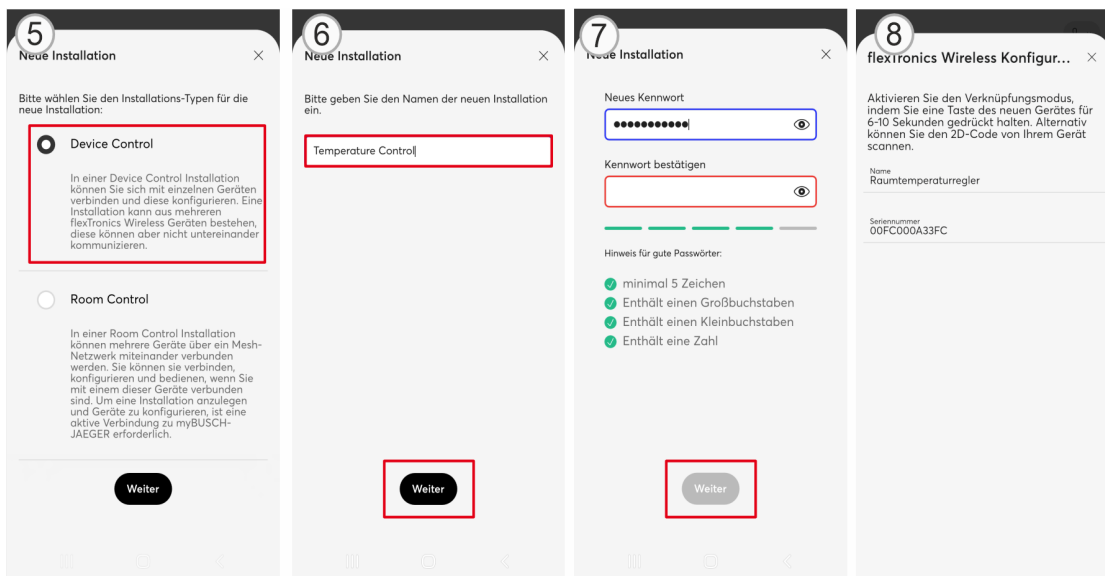 5
Neue Installation
Bitte wählen Sie den Installations-Typen für die
neue Installation:
Device Control
In einer Device Control Installation
können Sie sich mit einzelnen Geräten
verbinden und diese konfigurieren. Eine
Installation kann aus mehreren
flexTronics Wireless Geräten bestehen,
diese können aber nicht untereinander
kommunizieren.
Room Control
In einer Room Control Installation
können mehrere Geräte über ein Mesh-
Netzwerk miteinander verbunden
werden. Sie können sie verbinden,
konfigurieren und bedienen, wenn Sie
mit einem dieser Geräte verbunden
sind. Um eine Installation anzulegen
und Geräte zu konfigurieren, ist eine
aktive Verbindung zu myBUSCH-
JAEGER erforderlich.
Weiter
6
Neue Installation
Bitte geben Sie den Namen der neuen Installation
ein.
Temperature Control
Weiter
7
Neue Installation
Neues Kennwort
Kennwort bestätigen
Hinweis für gute Passwörter:
minimal 5 Zeichen
Enthält einen Großbuchstaben
Enthält einen Kleinbuchstaben
Enthält eine Zahl
Weiter
8
flexTronics Wireless Konfigur...
Aktivieren Sie den Verknüpfungsmodus,
indem Sie eine Taste des neuen Gerätes für
6-10 Sekunden gedrückt halten. Alternativ
können Sie den 2D-Code von Ihrem Gerät
scannen.
Name
Raumtemperaturregler
Seriennummer
00FC000A33FC